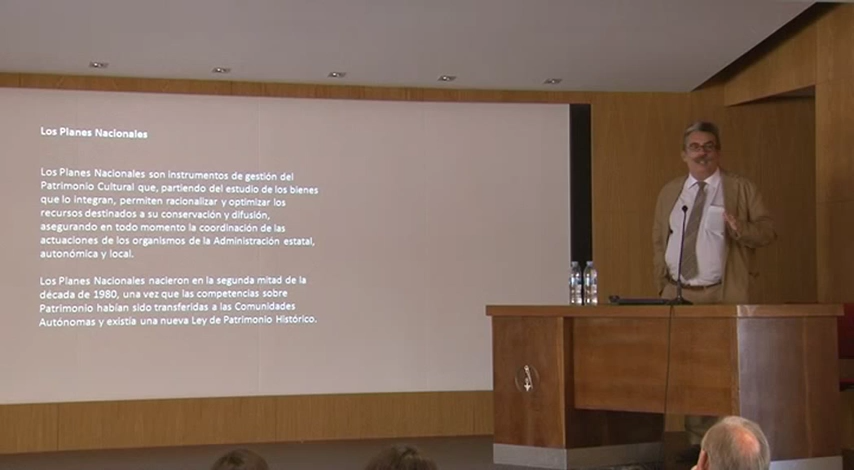 Los Planes Nacionales
Los Planes Nacionales son instrumentos de gestión del
Patrimonio Cultural que, partiendo del estudio de los bienes
que lo integran, permiten racionalizar y optimizar los
recursos destinados a su conservación y difusión,
asegurando en todo momento la coordinación de las
actuaciones de los organismos de la Administración estatal,
autonómica y local.
Los Planes Nacionales nacieron en la segunda mitad de la
década de 1980, una vez que las competencias sobre
Patrimonio habían sido transferidas a las Comunidades
Autónomas y existía una nueva Ley de Patrimonio Histórico.